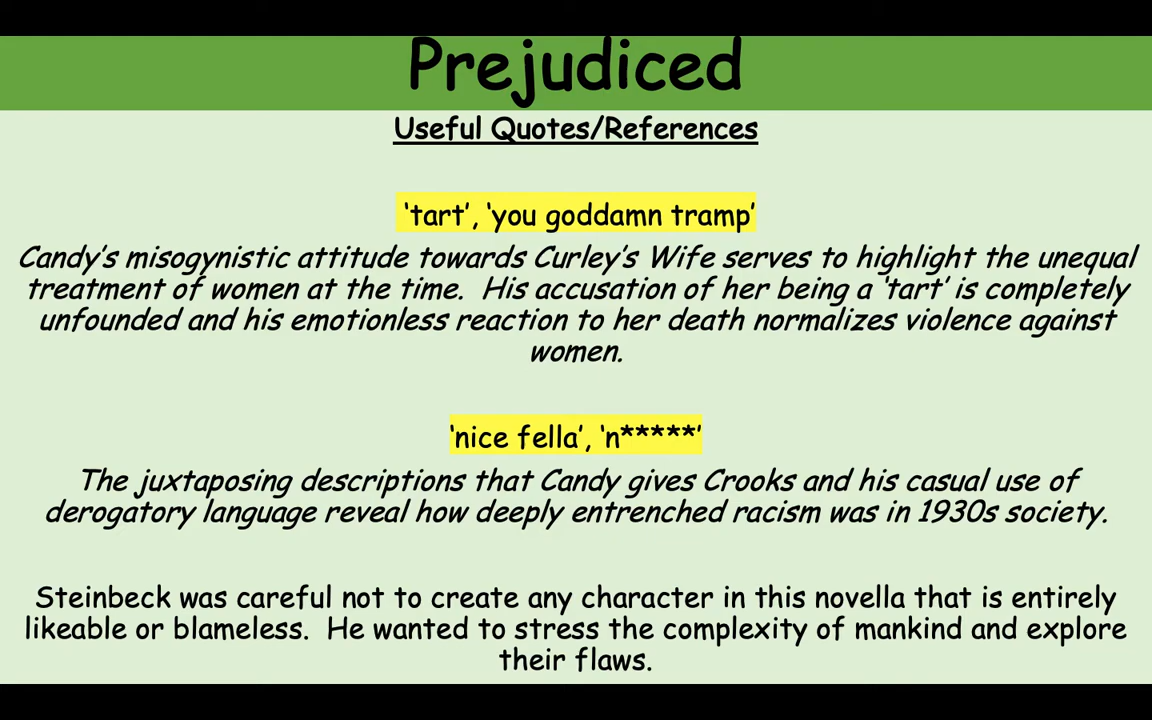 Prejudiced
Useful Quotes/References
‘tart’, ‘you goddamn tramp’
Candy’s misogynistic attitude towards Curley’s Wife serves to highlight the unequal
treatment of women at the time.  His accusation of her being a ‘tart’ is completely
unfounded and his emotionless reaction to her death normalizes violence against
women.
‘nice fella’, ‘n*****’
The juxtaposing descriptions that Candy gives Crooks and his casual use of
derogatory language reveal how deeply entrenched racism was in 1930s society.
Steinbeck was careful not to create any character in this novella that is entirely
likeable or blameless.  He wanted to stress the complexity of mankind and explore
their flaws.